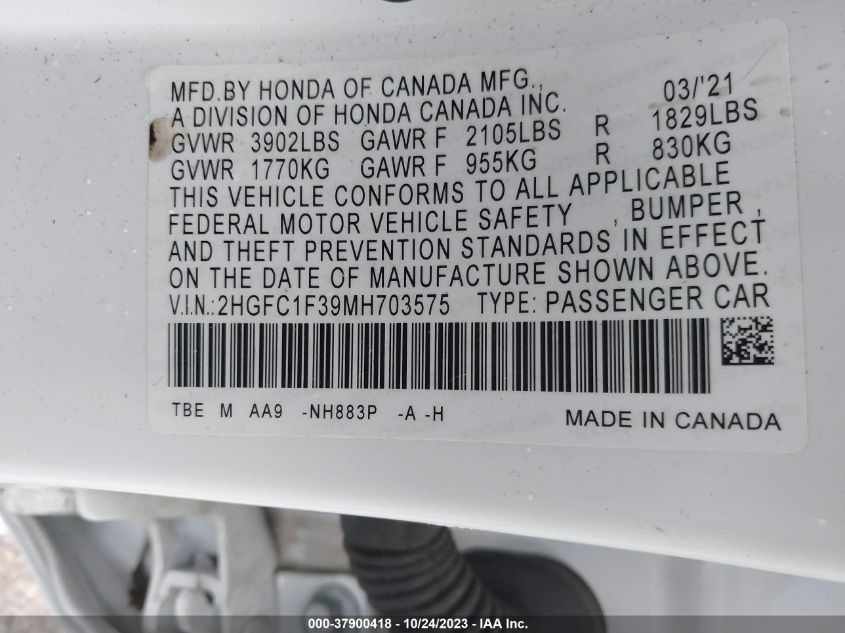 MFD.BY HONDA OF CANADA MFG., 03/'21
A DIVISION OF HONDA CANADA INC.
GVWR 3902LBS GAWR F 2105LBS R 1829LBS
GVWR 1770KG GAWR F 955KG R 830KG
THIS VEHICLE CONFORMS TO ALL APPLICABLE
FEDERAL MOTOR VEHICLE SAFETY , BUMPER ,
AND THEFT PREVENTION STANDARDS IN EFFECT
ON THE DATE OF MANUFACTURE SHOWN ABOVE.
V.I.N.:2HGFC1F39MH703575 TYPE: PASSENGER CAR
TBE M AA9 -NH883P -A -H
MADE IN CANADA
000-37900418 - 10/24/2023 - IAA Inc.